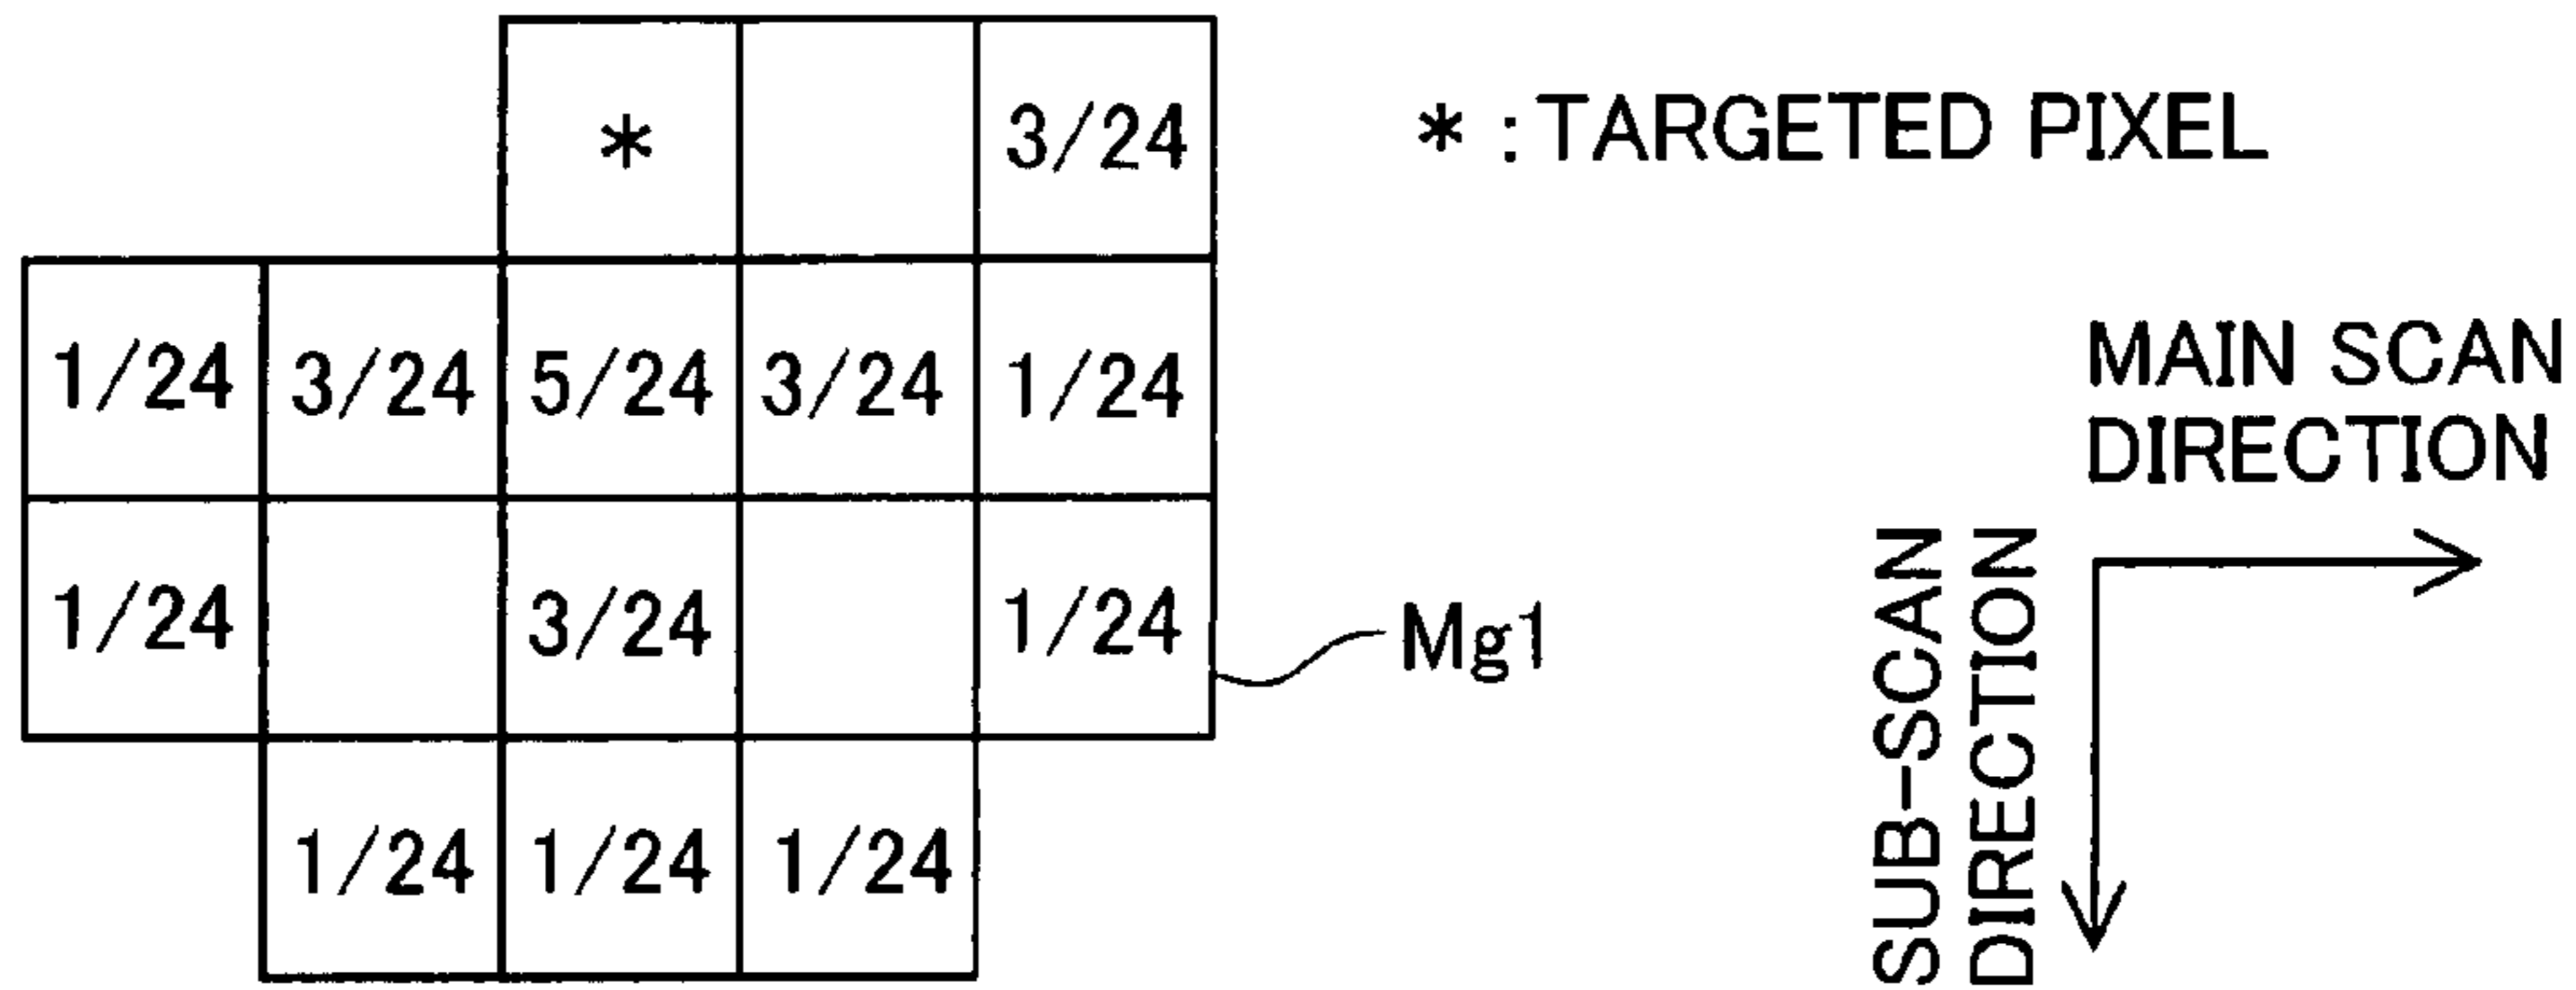 * 3/24
* : TARGETED PIXEL
1/24 3/24 5/24 3/24 1/24
1/24 3/24 1/24
1/24 1/24 1/24
Mg1
MAIN SCAN
DIRECTION
SUB-SCAN
DIRECTION